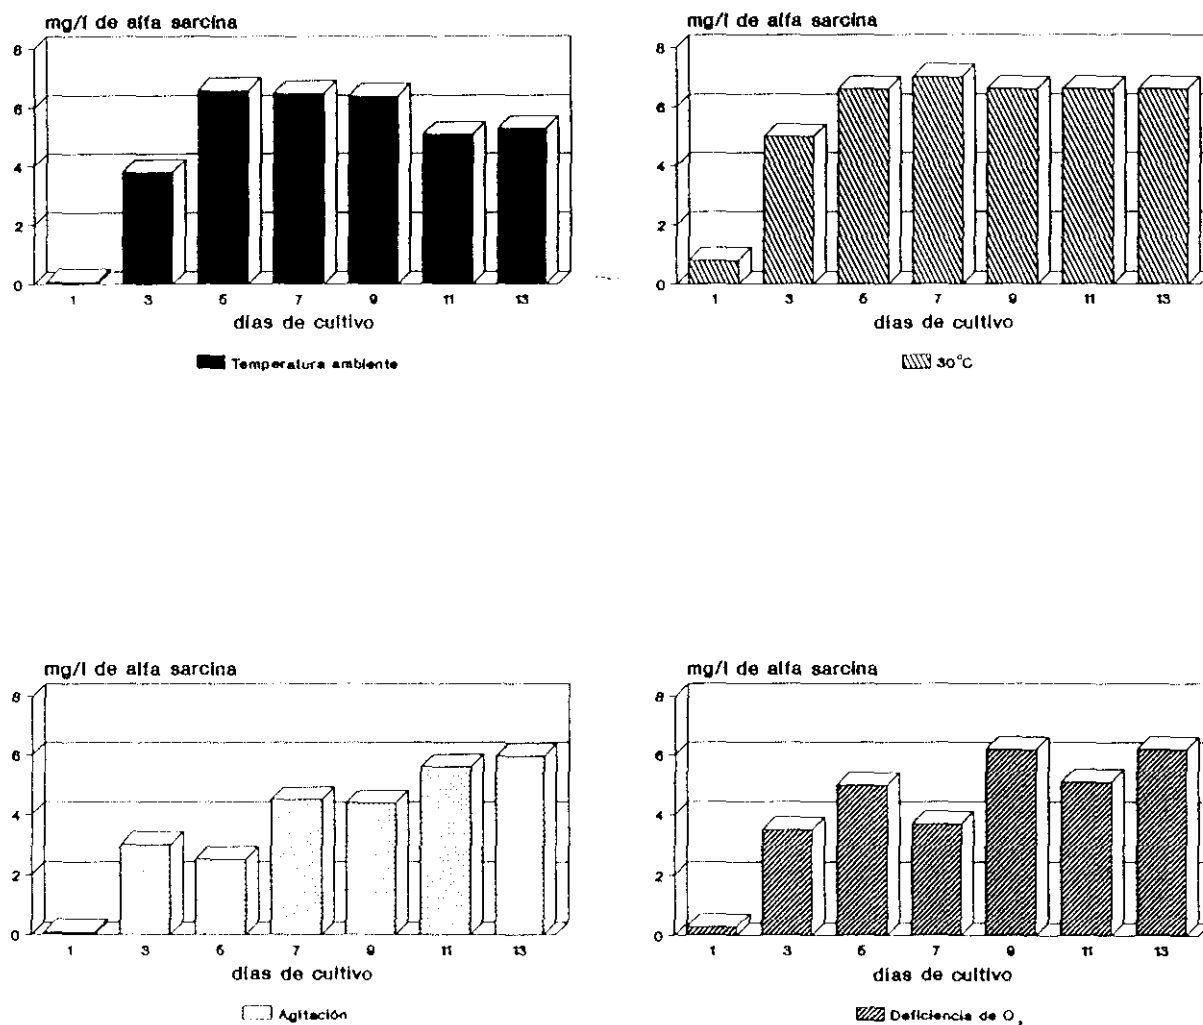 mg/l de alfa sarcina
8
6
4
2
0
1 3 5 7 9 11 13
días de cultivo
Temperatura ambiente
mg/l de alfa sarcina
8
6
4
2
0
1 3 5 7 9 11 13
días de cultivo
30°C
mg/l de alfa sarcina
8
6
4
2
0
1 3 5 7 9 11 13
días de cultivo
Agitación
mg/l de alfa sarcina
8
6
4
2
0
1 3 5 7 9 11 13
días de cultivo
Deficiencia de O₂